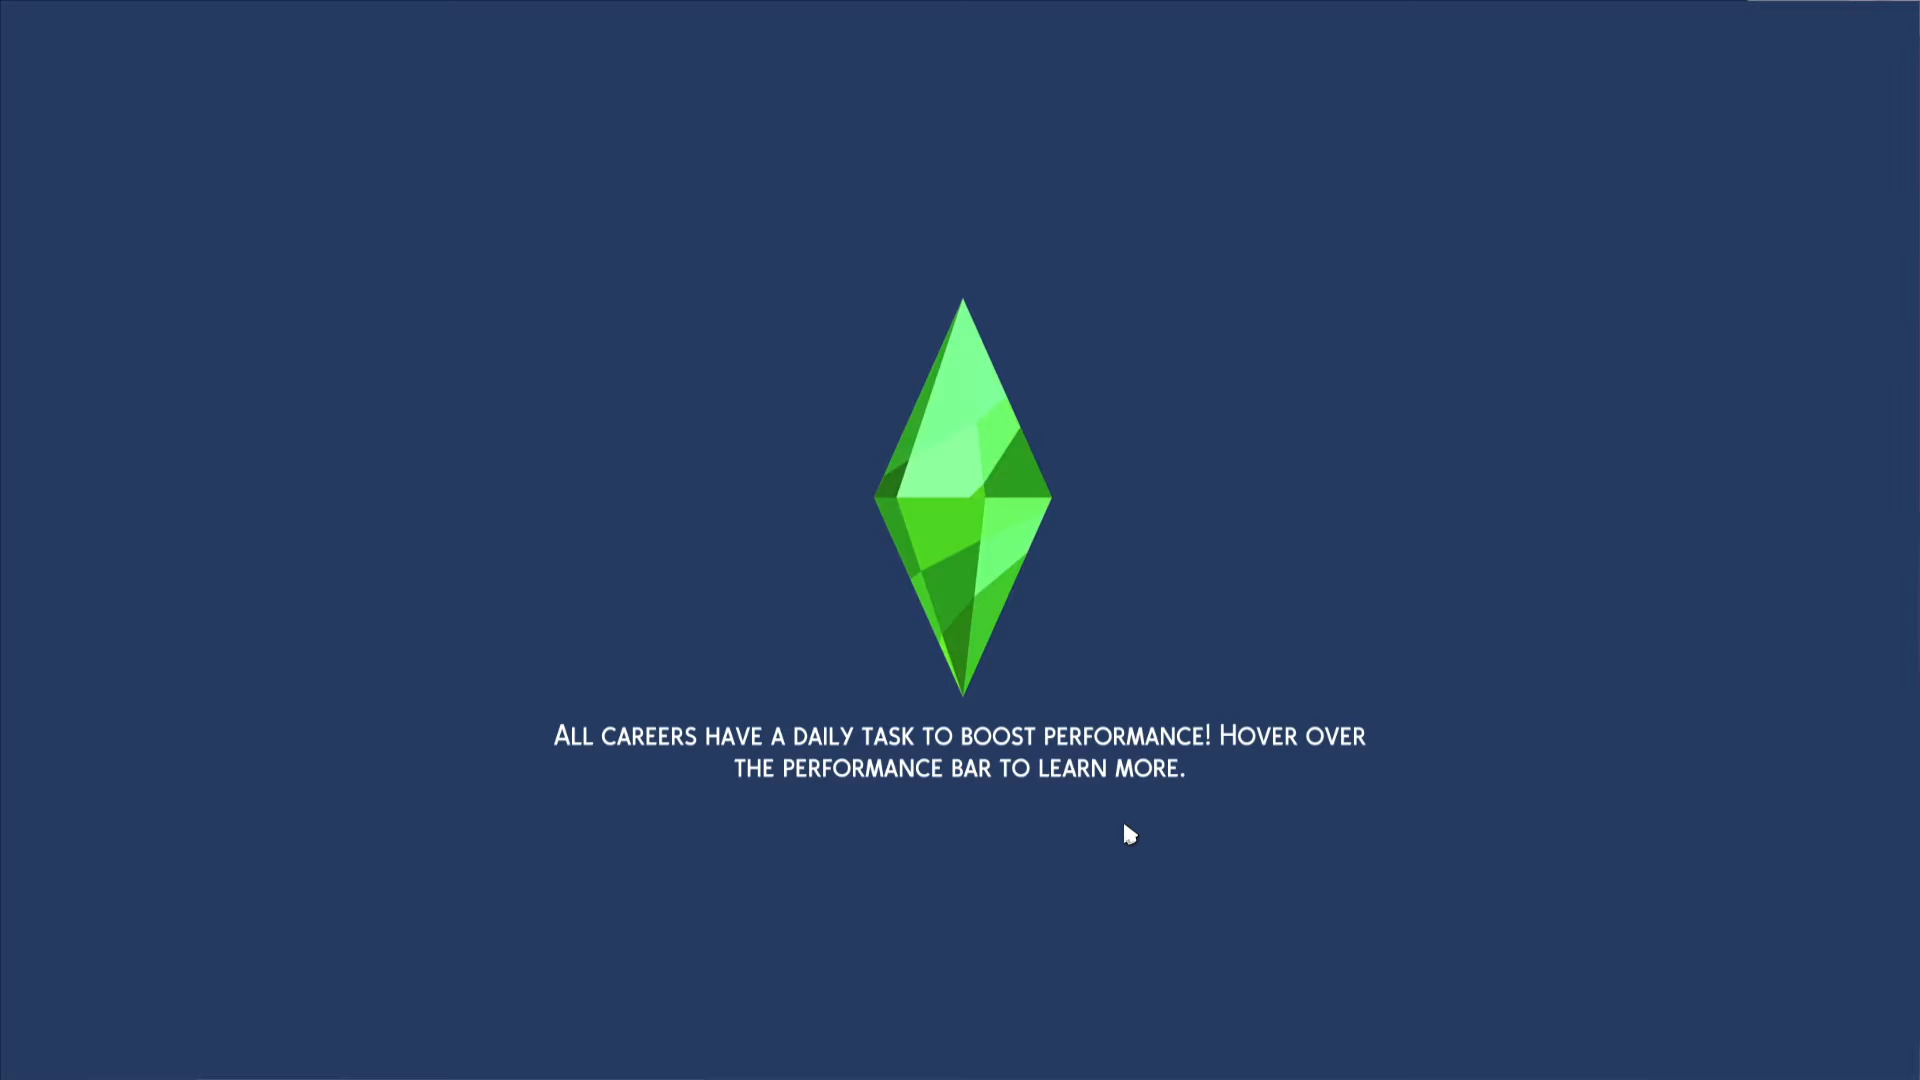 All careers have a daily task to boost performance! Hover over
the performance bar to learn more.